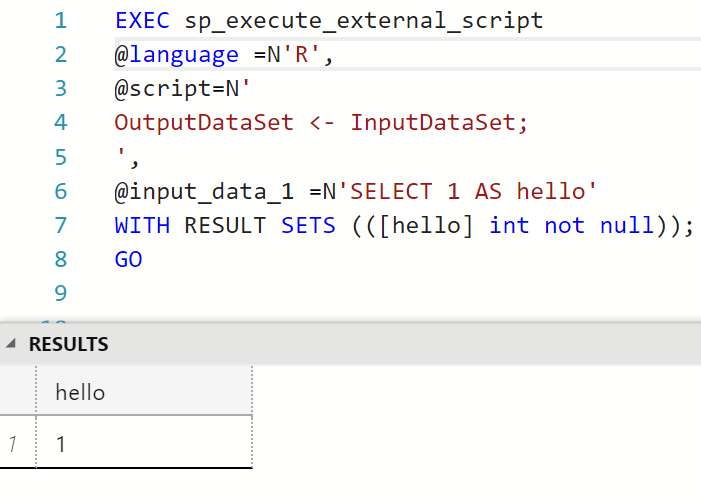 1 EXEC sp_execute_external_script
2 @language =N'R',
3 @script=N'
4 OutputDataSet <- InputDataSet;
5 ',
6 @input_data_1 =N'SELECT 1 AS hello'
7 WITH RESULT SETS (([hello] int not null));
8 GO
9
10
RESULTS
hello
1 1